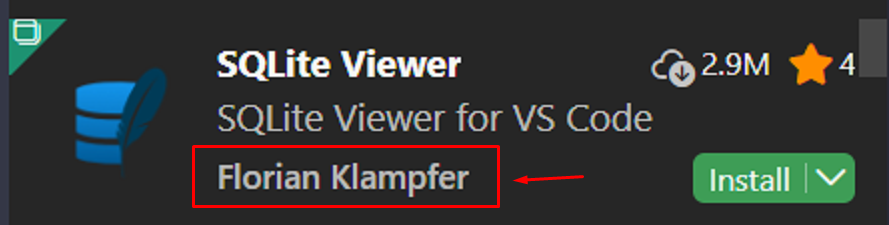 SQLite Viewer 2.9M 4
SQLite Viewer for VS Code
Florian Klampfer Install